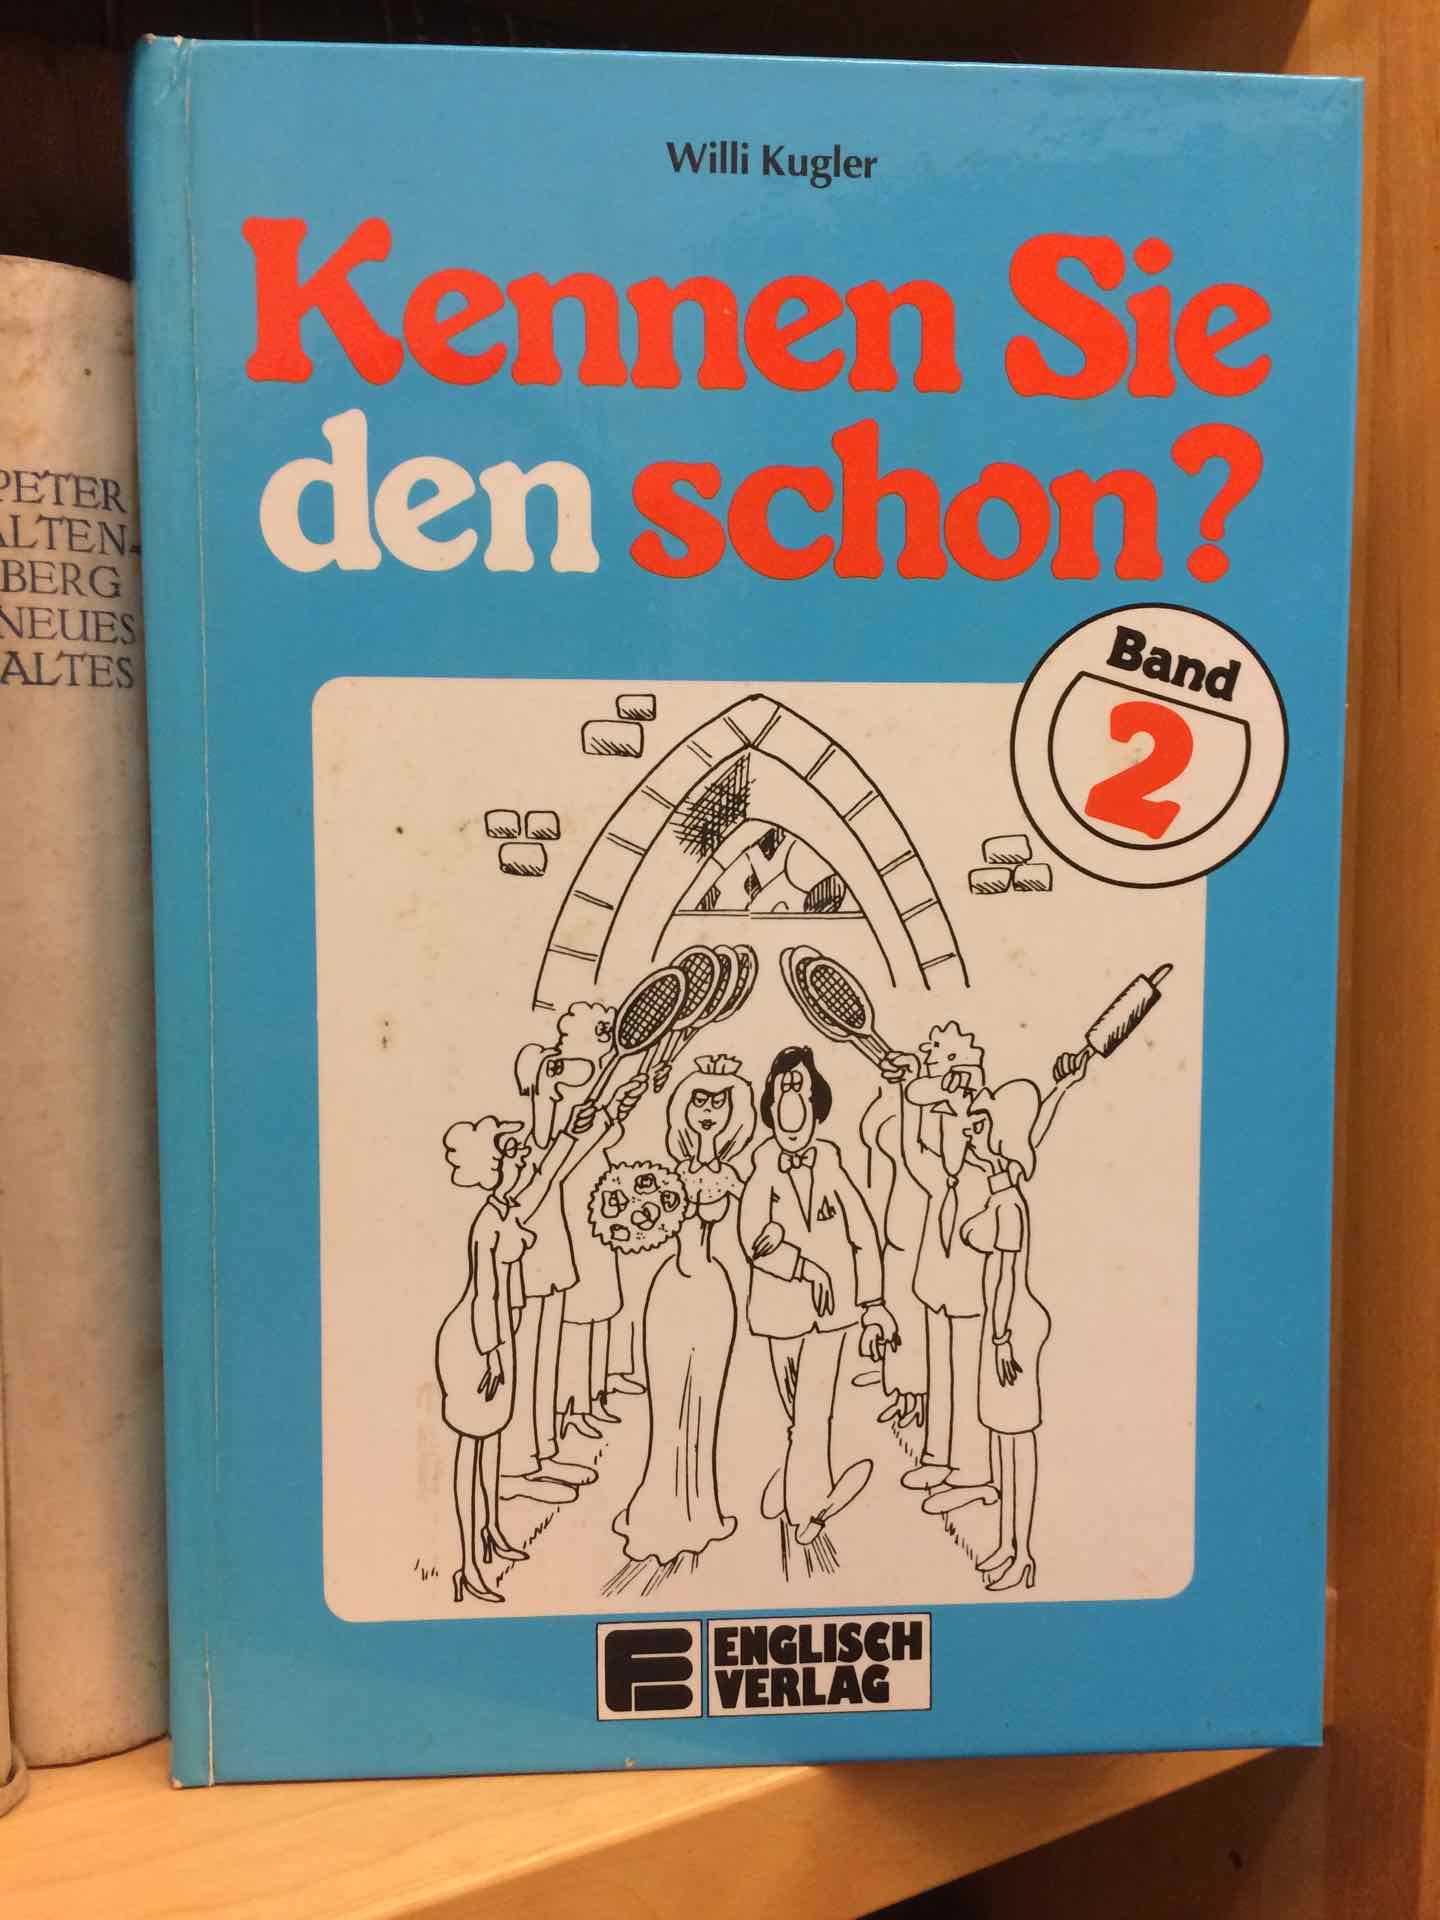 Willi Kugler
Kennen Sie
den schon?
Band
2
ENGLISCH
VERLAG
PETER
ALTEN-
BERG
NEUES
ALTES